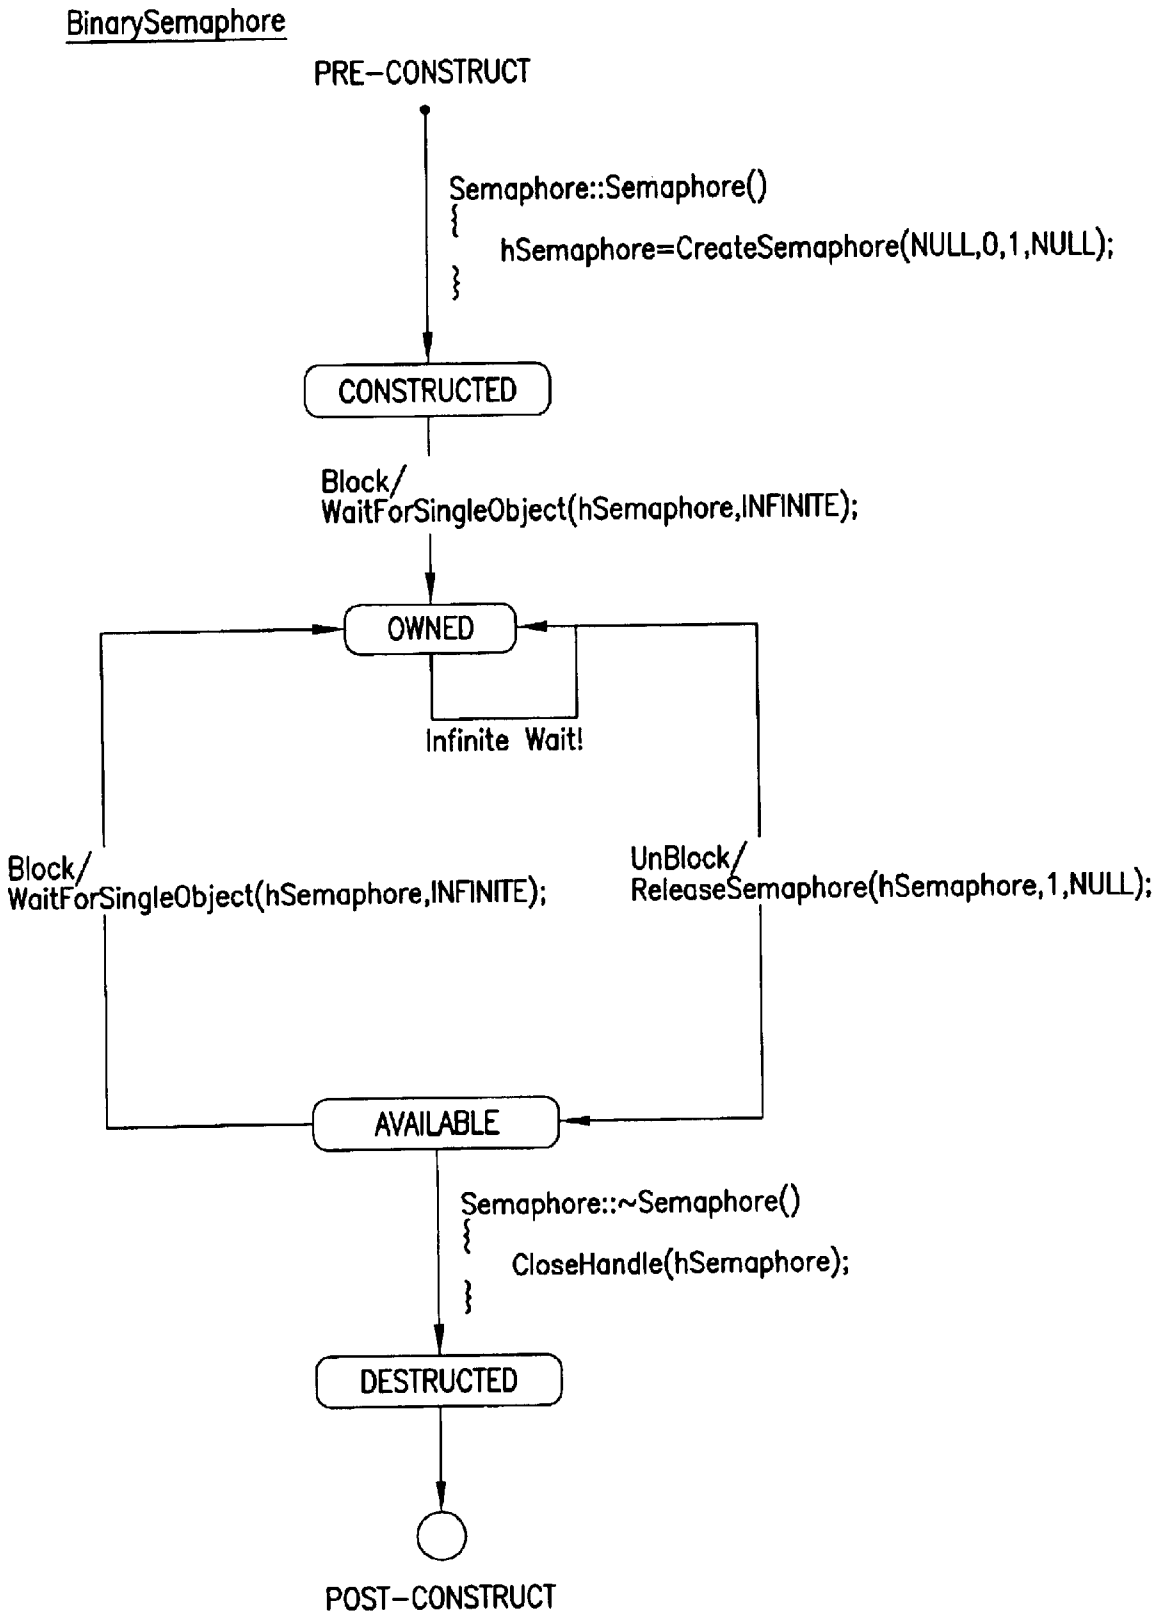 BinarySemaphore
PRE-CONSTRUCT
Semaphore::Semaphore()
{
hSemaphore=CreateSemaphore(NULL,0,1,NULL);
}
CONSTRUCTED
Block/
WaitForSingleObject(hSemaphore,INFINITE);
OWNED
Infinite Wait!
Block/
WaitForSingleObject(hSemaphore,INFINITE);
UnBlock/
ReleaseSemaphore(hSemaphore,1,NULL);
AVAILABLE
Semaphore::~Semaphore()
{
CloseHandle(hSemaphore);
}
DESTRUCTED
POST-CONSTRUCT